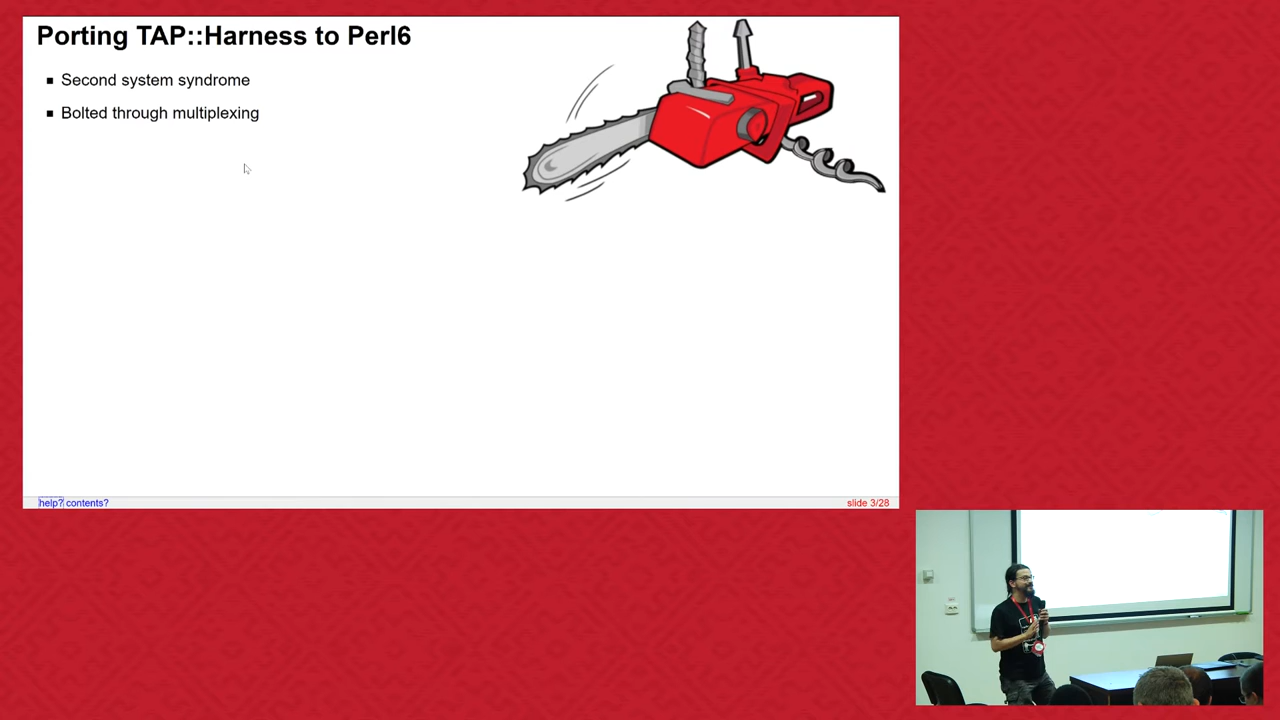 Porting TAP::Harness to Perl6
Second system syndrome
Bolted through multiplexing
help? contents?
slide 3/28